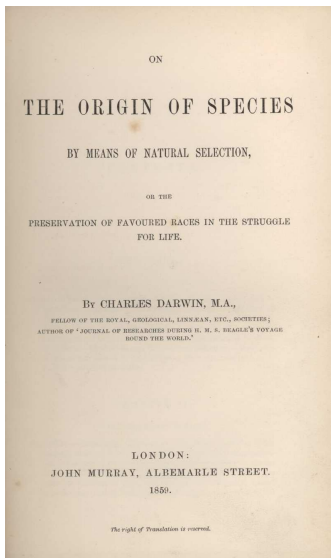 ON
THE ORIGIN OF SPECIES
BY MEANS OF NATURAL SELECTION,
OR THE
PRESERVATION OF FAVOURED RACES IN THE STRUGGLE
FOR LIFE.
BY CHARLES DARWIN, M.A.,
FELLOW OF THE ROYAL, GEOLOGICAL, LINNÆAN, ETC., SOCIETIES;
AUTHOR OF 'JOURNAL OF RESEARCHES DURING H. M. S. BEAGLE'S VOYAGE
ROUND THE WORLD.'
LONDON:
JOHN MURRAY, ALBEMARLE STREET.
1859.
The right of Translation is reserved.